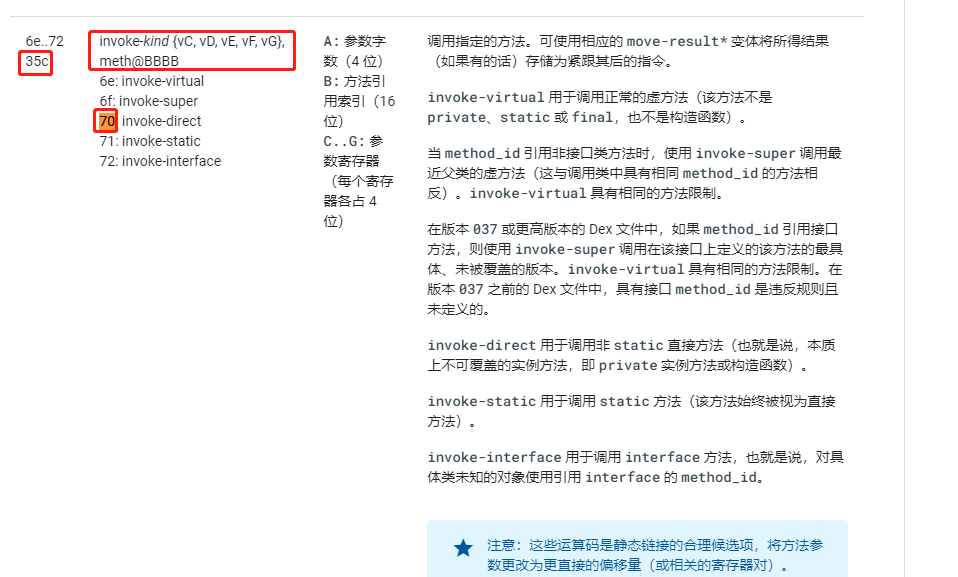 6e..72
35c
invoke-kind {vC, vD, vE, vF, vG},
meth@BBBB
6e: invoke-virtual
6f: invoke-super
70: invoke-direct
71: invoke-static
72: invoke-interface
A: 参数字
数（4 位）
B: 方法引
用索引（16
位）
C..G: 参
数寄存器
（每个寄存
器各占 4
位）
调用指定的方法。可使用相应的 move-result* 变体将所得结果
（如果有的话）存储为紧跟其后的指令。
invoke-virtual 用于调用正常的虚方法（该方法不是
private、static 或 final，也不是构造函数）。
当 method_id 引用非接口类方法时，使用 invoke-super 调用最
近父类的虚方法（这与调用类中具有相同 method_id 的方法相
反）。invoke-virtual 具有相同的方法限制。
在版本 037 或更高版本的 Dex 文件中，如果 method_id 引用接口
方法，则使用 invoke-super 调用在该接口上定义的该方法的最具
体、未被覆盖的版本。invoke-virtual 具有相同的方法限制。在
版本 037 之前的 Dex 文件中，具有接口 method_id 是违反规则且
未定义的。
invoke-direct 用于调用非 static 直接方法（也就是说，本质
上不可覆盖的实例方法，即 private 实例方法或构造函数）。
invoke-static 用于调用 static 方法（该方法始终被视为直接
方法）。
invoke-interface 用于调用 interface 方法，也就是说，对具
体类未知的对象使用引用 interface 的 method_id。
注意：这些运算码是静态链接的合理候选项，将方法参
数更改为更直接的偏移量（或相关的寄存器对）。